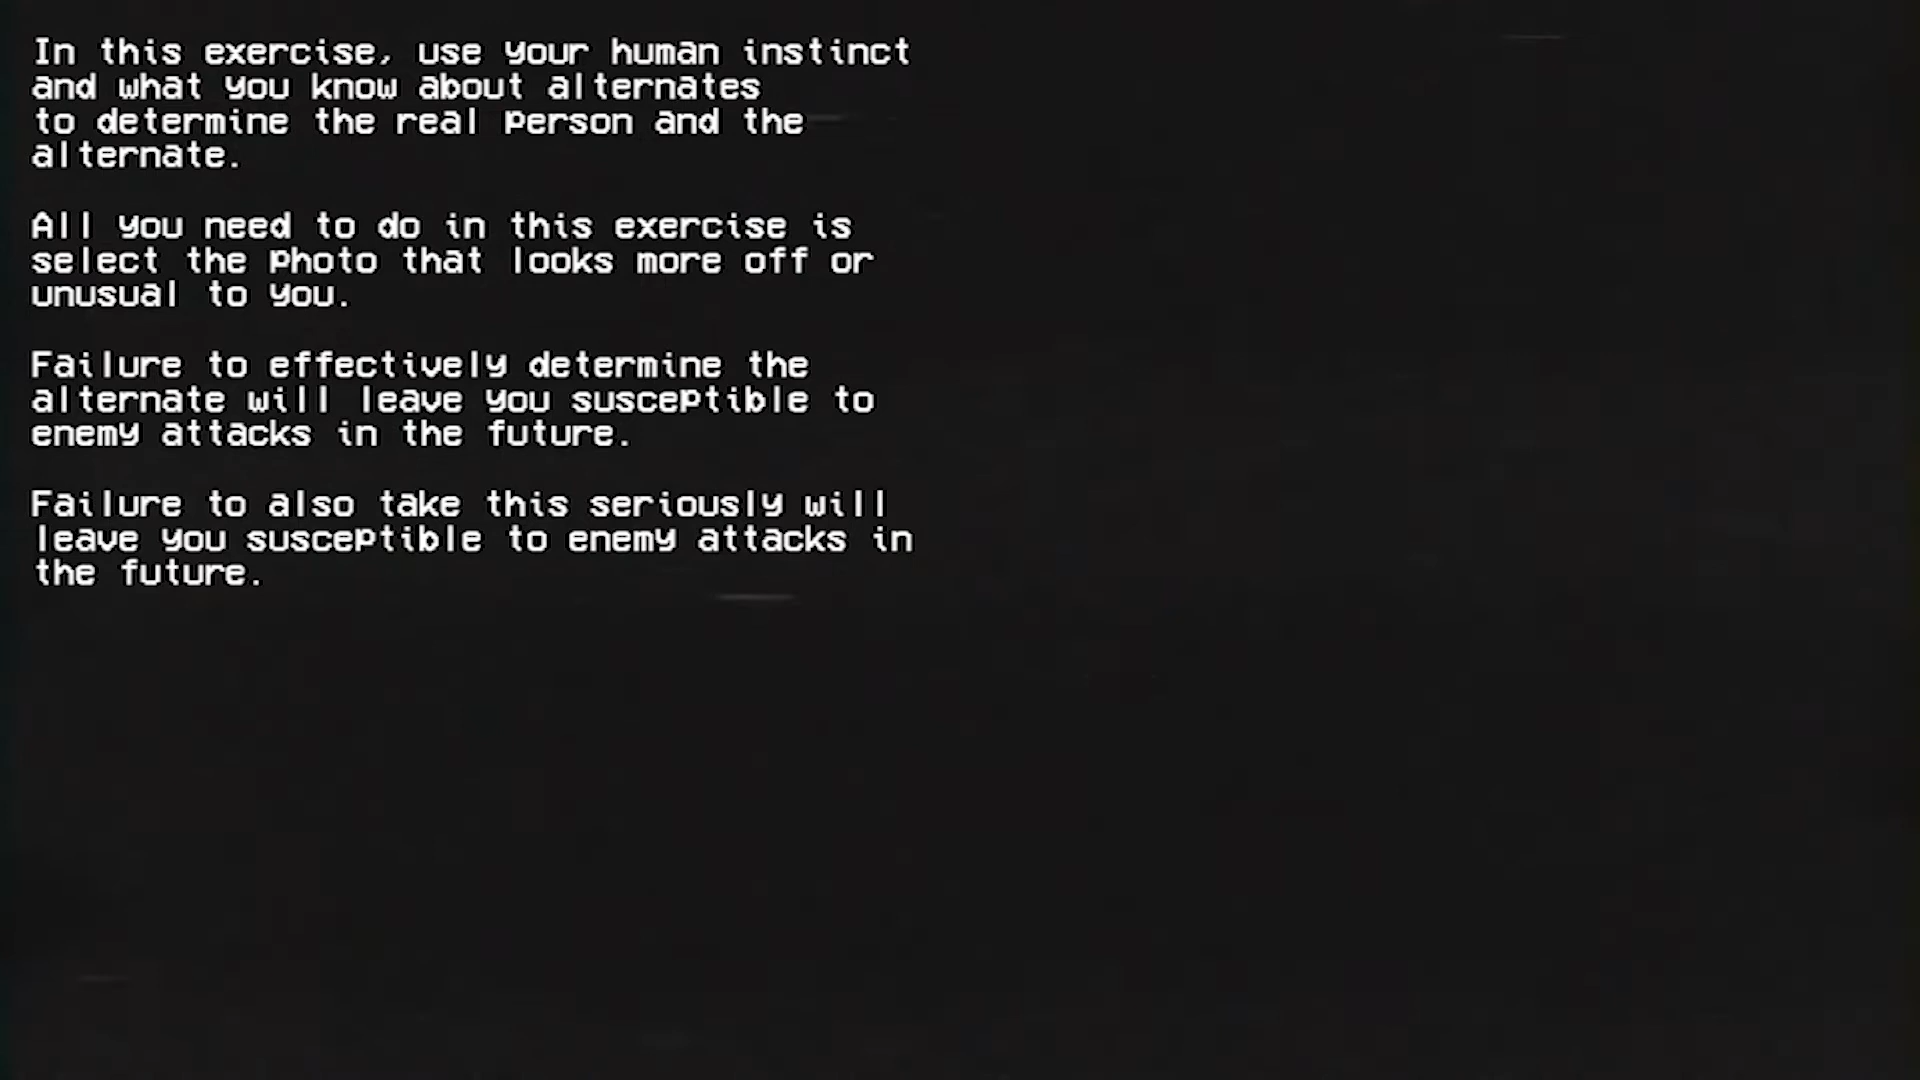 In this exercise, use your human instinct
and what you know about alternates
to determine the real person and the
alternate.
All you need to do in this exercise is
select the photo that looks more off or
unusual to you.
Failure to effectively determine the
alternate will leave you susceptible to
enemy attacks in the future.
Failure to also take this seriously will
leave you susceptible to enemy attacks in
the future.